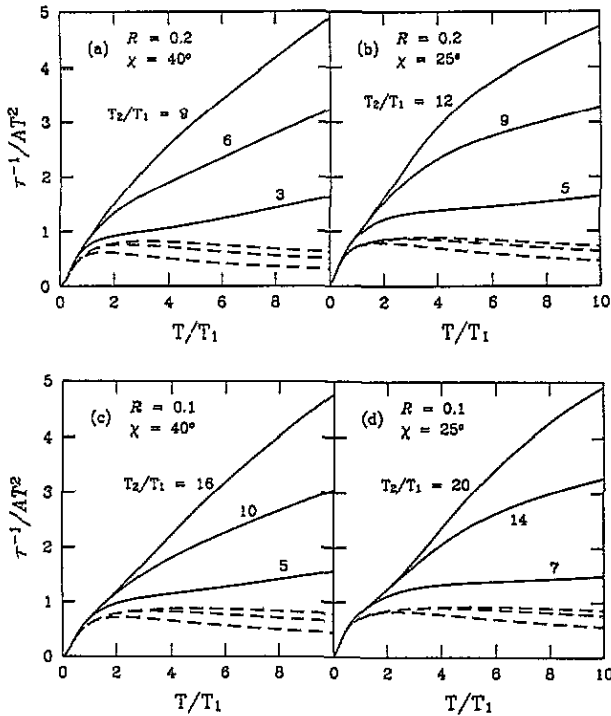 5
(a)
R = 0.2
χ = 40°
(b)
R = 0.2
χ = 25°
4
T₂/T₁ = 9
T₂/T₁ = 12
3
6
9
τ⁻¹/AT²
2
3
5
1
0
0 2 4 6 8
0 2 4 6 8 10
T/T₁
T/T₁
5
(c)
R = 0.1
χ = 40°
(d)
R = 0.1
χ = 25°
4
T₂/T₁ = 16
T₂/T₁ = 20
3
10
14
τ⁻¹/AT²
2
5
7
1
0
0 2 4 6 8
0 2 4 6 8 10
T/T₁
T/T₁